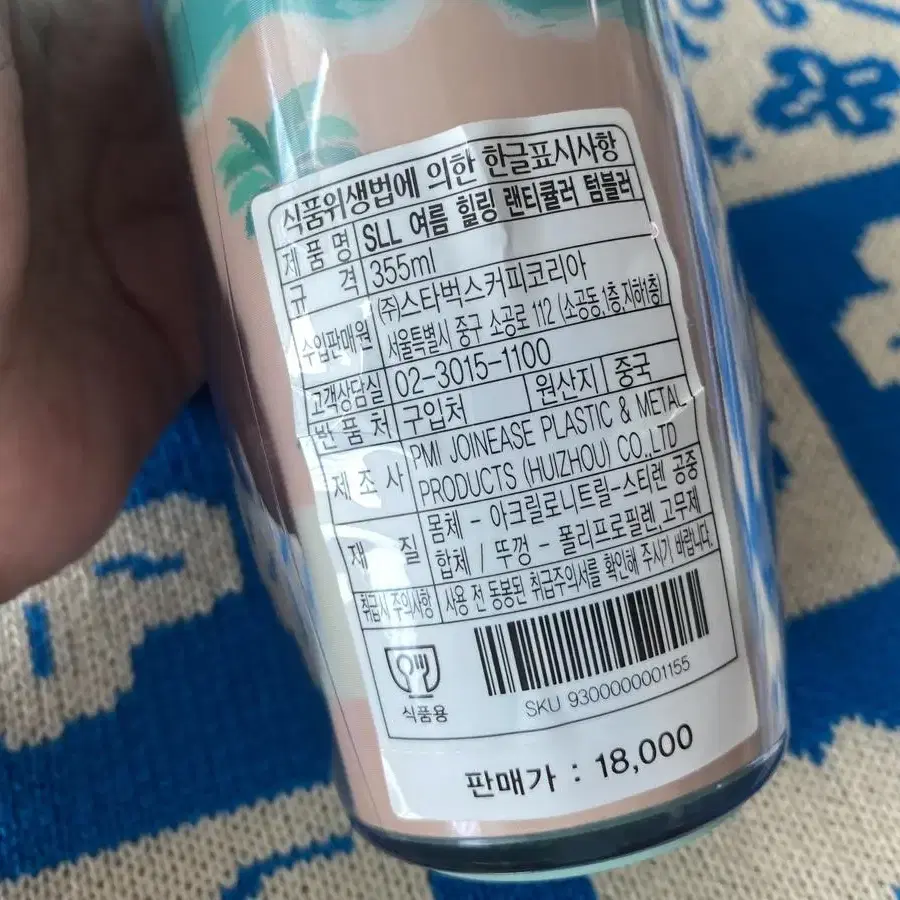 식품위생법에 의한 한글표시사항
제 품 명 SLL 여름 힐링 랜티큘러 텀블러
규 격 355ml
수입판매원 (주)스타벅스커피코리아
서울특별시 중구 소공로 112 (소공동,1층,지하1층)
고객상담실 02-3015-1100
반 품 처 구입처 원산지 중국
제 조 사 PMI JOINEASE PLASTIC & METAL
PRODUCTS (HUIZHOU) CO.,LTD
재 질 몸체 - 아크릴로니트릴-스티렌 공중
합체 / 뚜껑 - 폴리프로필렌,고무제
취급시 주의사항 사용 전 동봉된 취급주의서를 확인해 주시기 바랍니다.
식품용
SKU 9300000001155
판매가 : 18,000